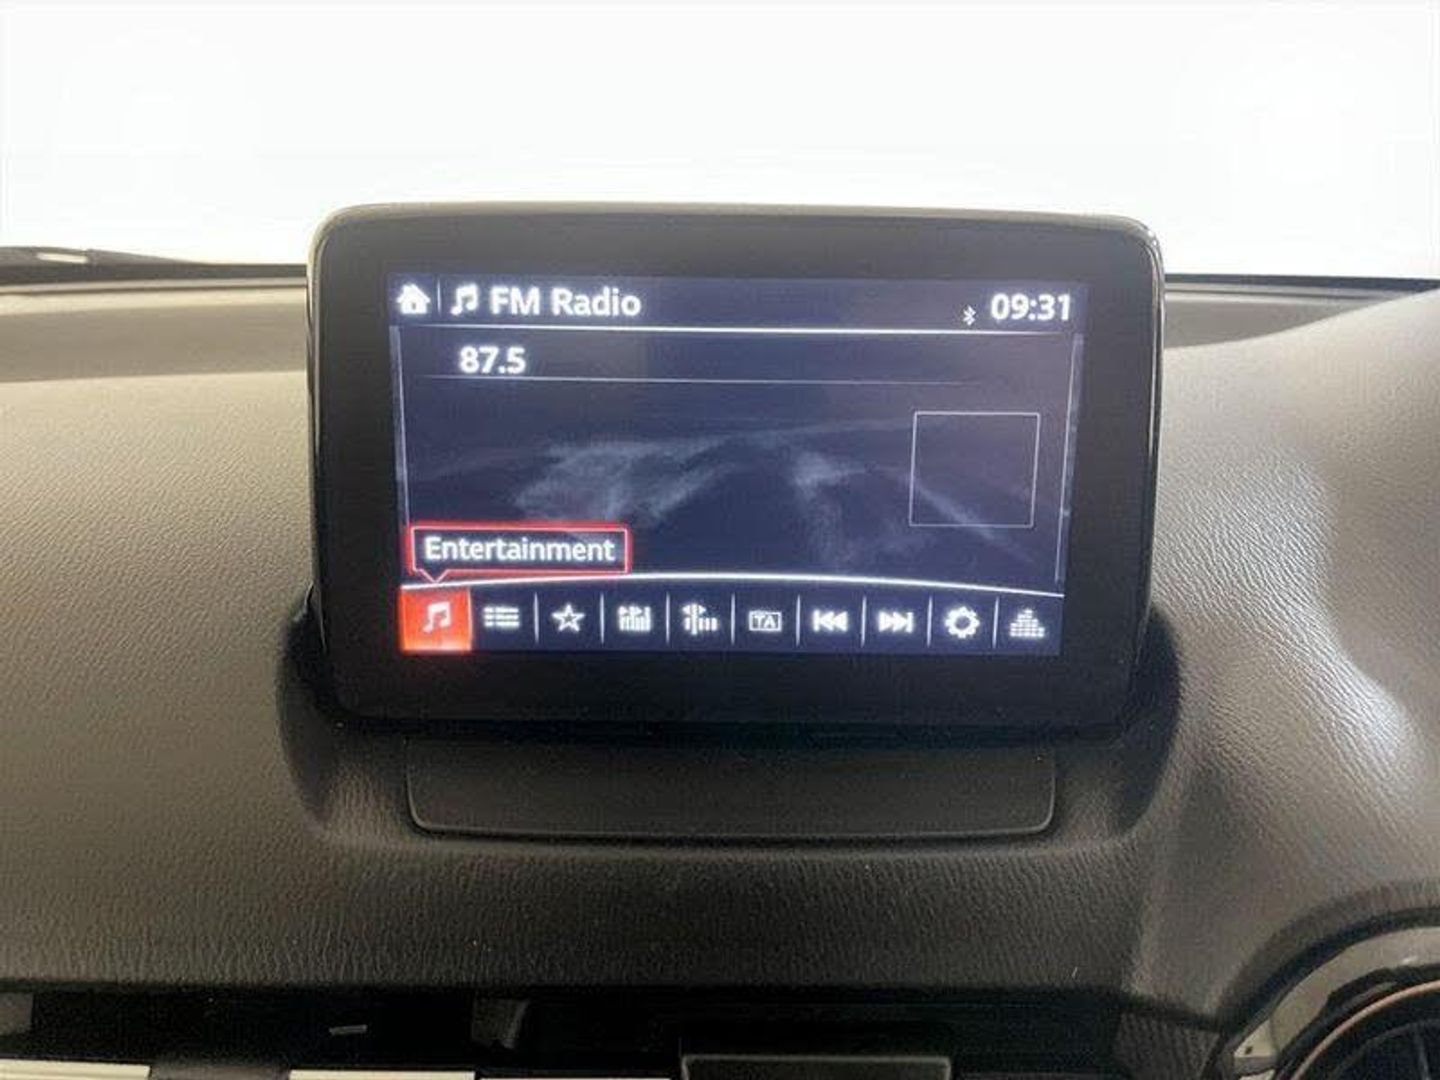 FM Radio 09:31
87.5
Entertainment
TA